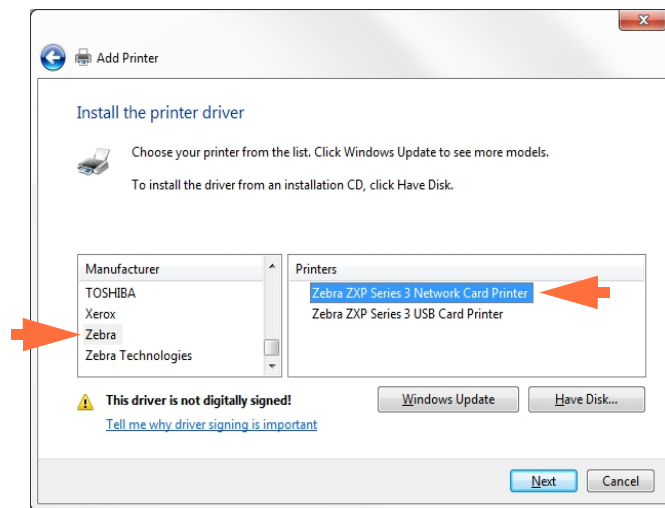 Add Printer
Install the printer driver
Choose your printer from the list. Click Windows Update to see more models.
To install the driver from an installation CD, click Have Disk.
Manufacturer
TOSHIBA
Xerox
Zebra
Zebra Technologies
Printers
Zebra ZXP Series 3 Network Card Printer
Zebra ZXP Series 3 USB Card Printer
This driver is not digitally signed!
Tell me why driver signing is important
Windows Update
Have Disk...
Next
Cancel